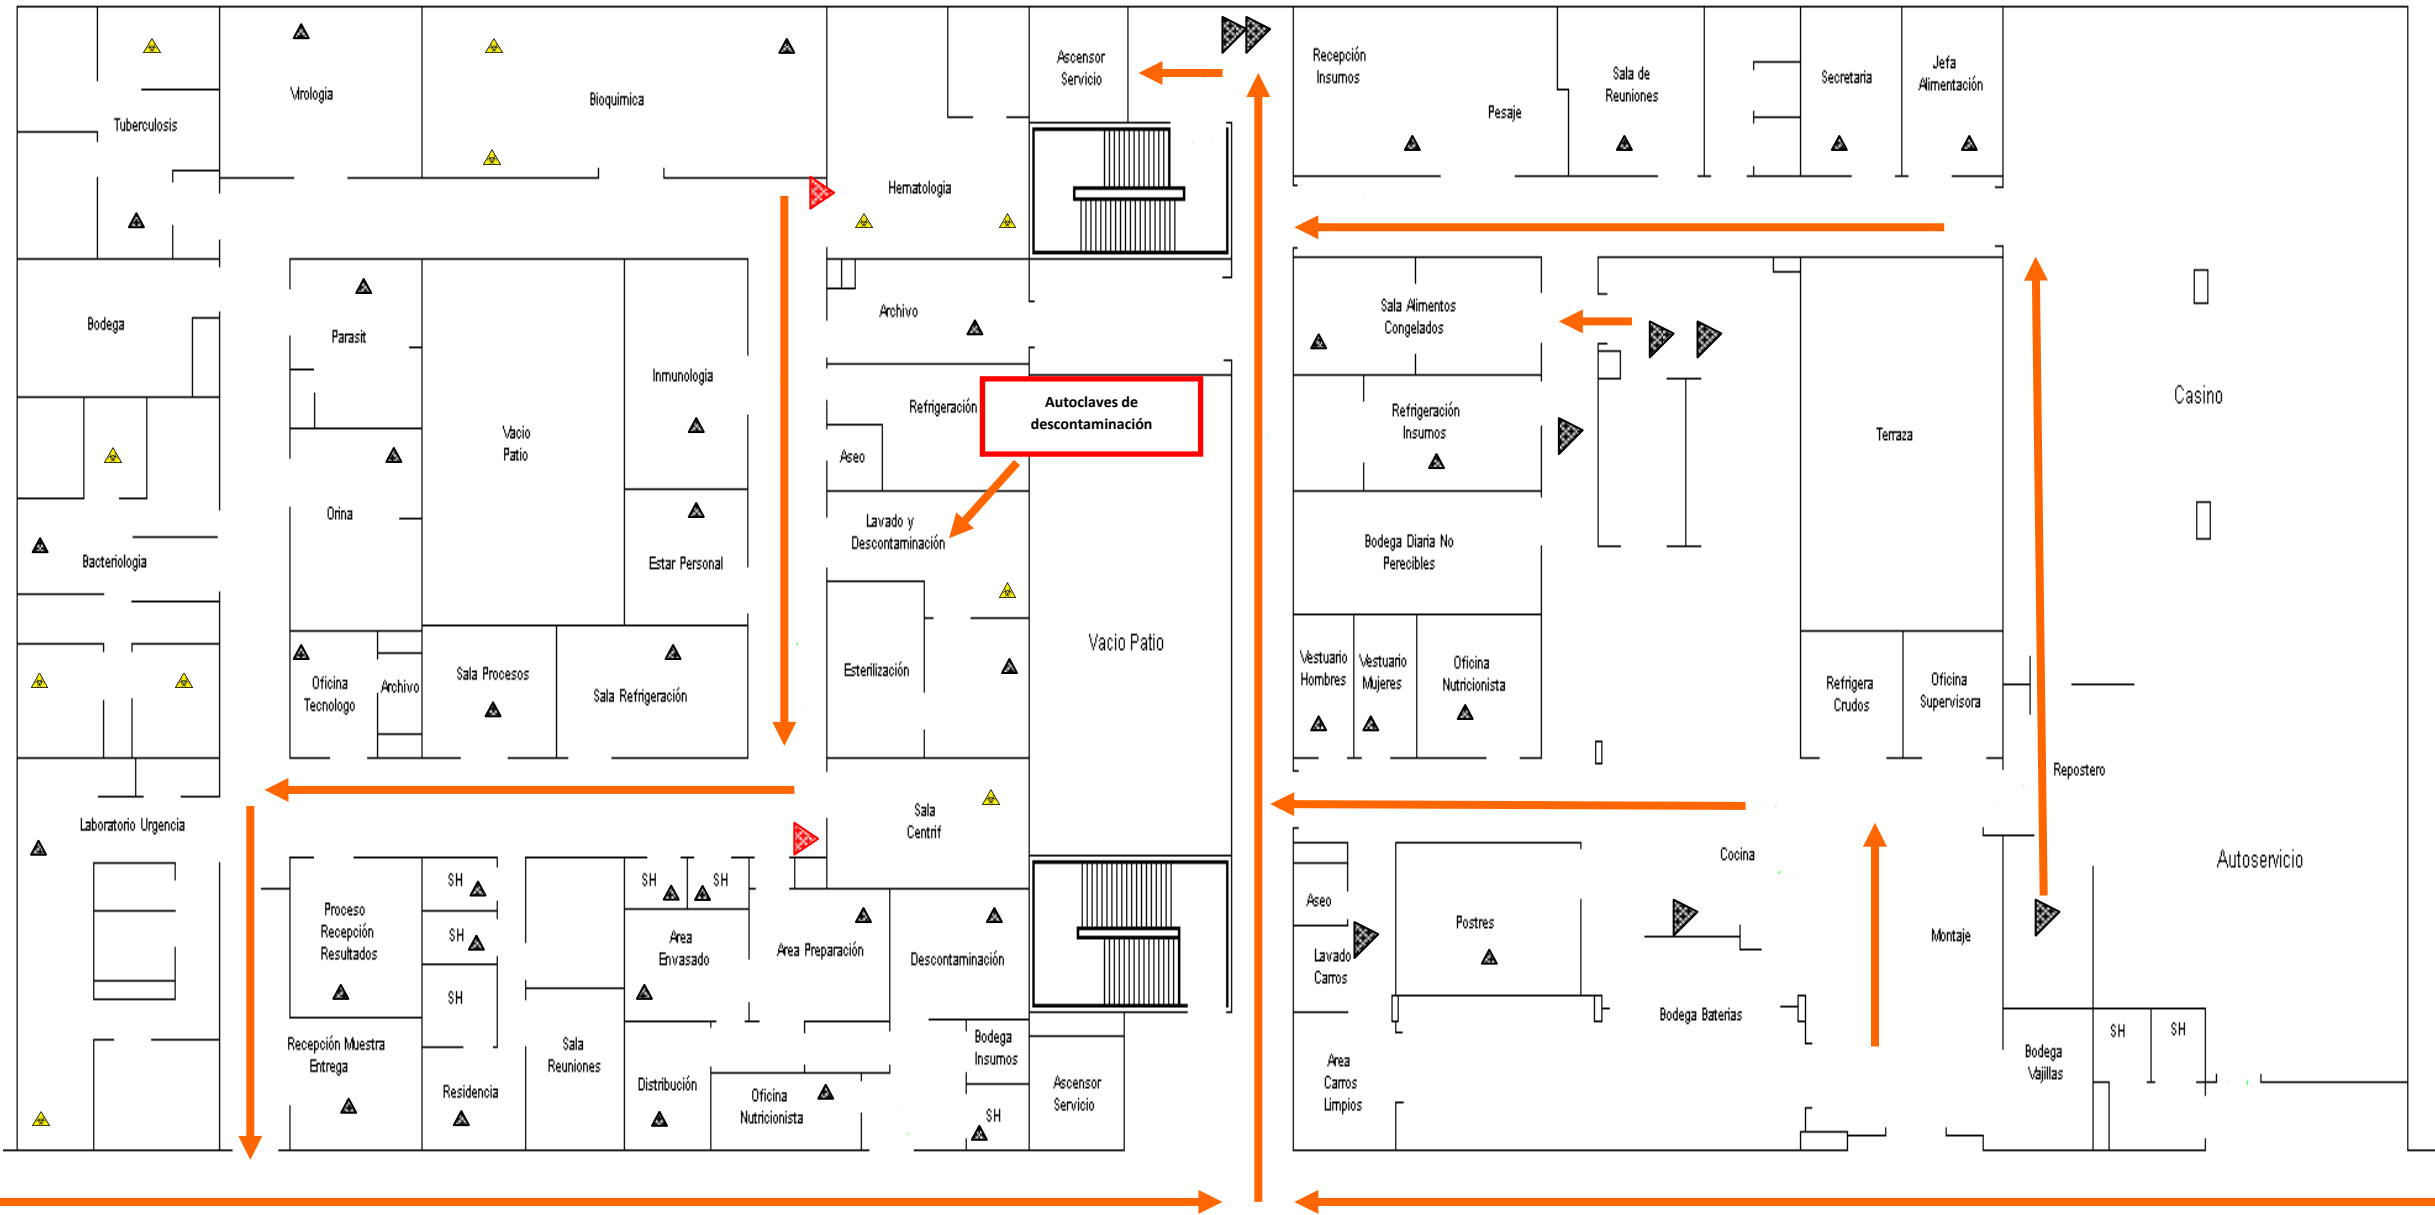 Ascensor
Servicio
Recepción
Insumos
Pesaje
Sala de
Reuniones
Secretaria
Jefa
Alimentación
Virologia
Bioquimica
Tuberculosis
Hematologia
Bodega
Parasit
Archivo
Inmunologia
Refrigeración
Autoclaves de
descontaminación
Vacio
Patio
Aseo
Orina
Estar Personal
Lavado y
Descontaminación
Bacteriologia
Sala Alimentos
Congelados
Refrigeración
Insumos
Bodega Diaria No
Perecibles
Terraza
Casino
Vacio Patio
Esterilización
Oficina
Tecnologo
Archivo
Sala Procesos
Sala Refrigeración
Vestuario
Hombres
Vestuario
Mujeres
Oficina
Nutricionista
Refrigera
Crudos
Oficina
Supervisora
Repostero
Laboratorio Urgencia
Sala
Centrif
Cocina
Autoservicio
Proceso
Recepción
Resultados
SH
SH
SH
SH
SH
Area
Envasado
Area Preparación
Descontaminación
Aseo
Lavado
Carros
Postres
Montaje
Bodega Baterias
Recepción Muestra
Entrega
Residencia
Sala
Reuniones
Distribución
Oficina
Nutricionista
Bodega
Insumos
SH
Ascensor
Servicio
Area
Carros
Limpios
Bodega
Vajillas
SH
SH